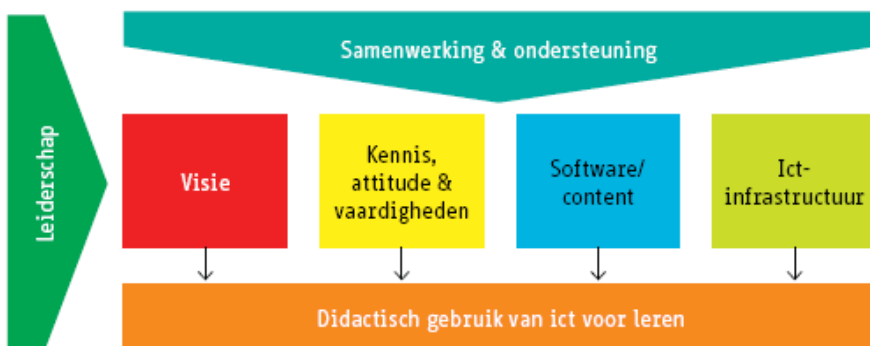 Leiderschap
Samenwerking & ondersteuning
Visie
Kennis,
attitude &
vaardigheden
Software/
content
Ict-
infrastructuur
Didactisch gebruik van ict voor leren